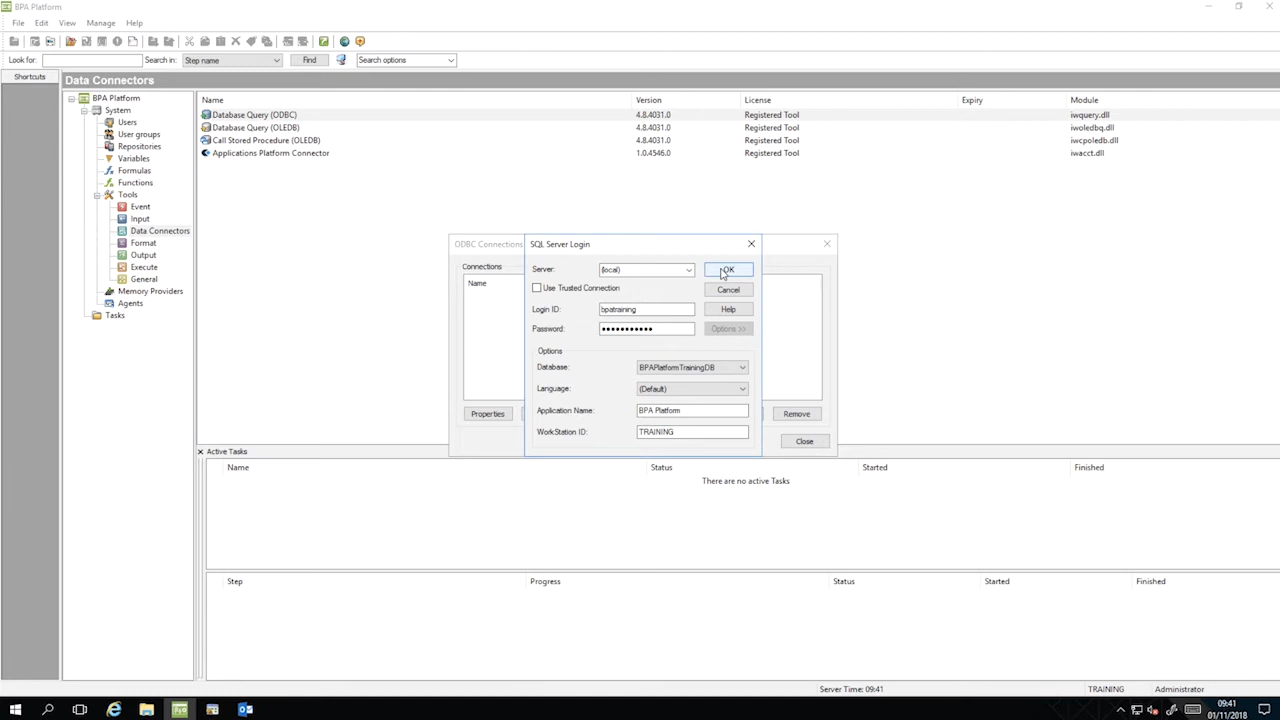 BPA Platform
File Edit View Manage Help
Look for: Search in: Step name Find Search options
Shortcuts
Data Connectors
BPA Platform
System
Users
User groups
Repositories
Variables
Formulas
Functions
Tools
Event
Input
Data Connectors
Format
Output
Execute
General
Memory Providers
Agents
Tasks
Name Version License Expiry Module
Database Query (ODBC) 4.8.4031.0 Registered Tool iwquery.dll
Database Query (OLEDB) 4.8.4031.0 Registered Tool iwoledbq.dll
Call Stored Procedure (OLEDB) 4.8.4031.0 Registered Tool iwcpoledb.dll
Applications Platform Connector 1.0.4546.0 Registered Tool iwacct.dll
ODBC Connections
Connections
Name
Properties
Remove
Close
SQL Server Login
Server: (local) OK
Use Trusted Connection Cancel
Login ID: bpatraining Help
Password: ●●●●●●●●●●● Options >>
Options
Database: BPAPlatformTrainingDB
Language: (Default)
Application Name: BPA Platform
WorkStation ID: TRAINING
Active Tasks
Name Status Started Finished
There are no active Tasks
Step Progress Status Started Finished
Server Time: 09:41 TRAINING Administrator
09:41
01/11/2018